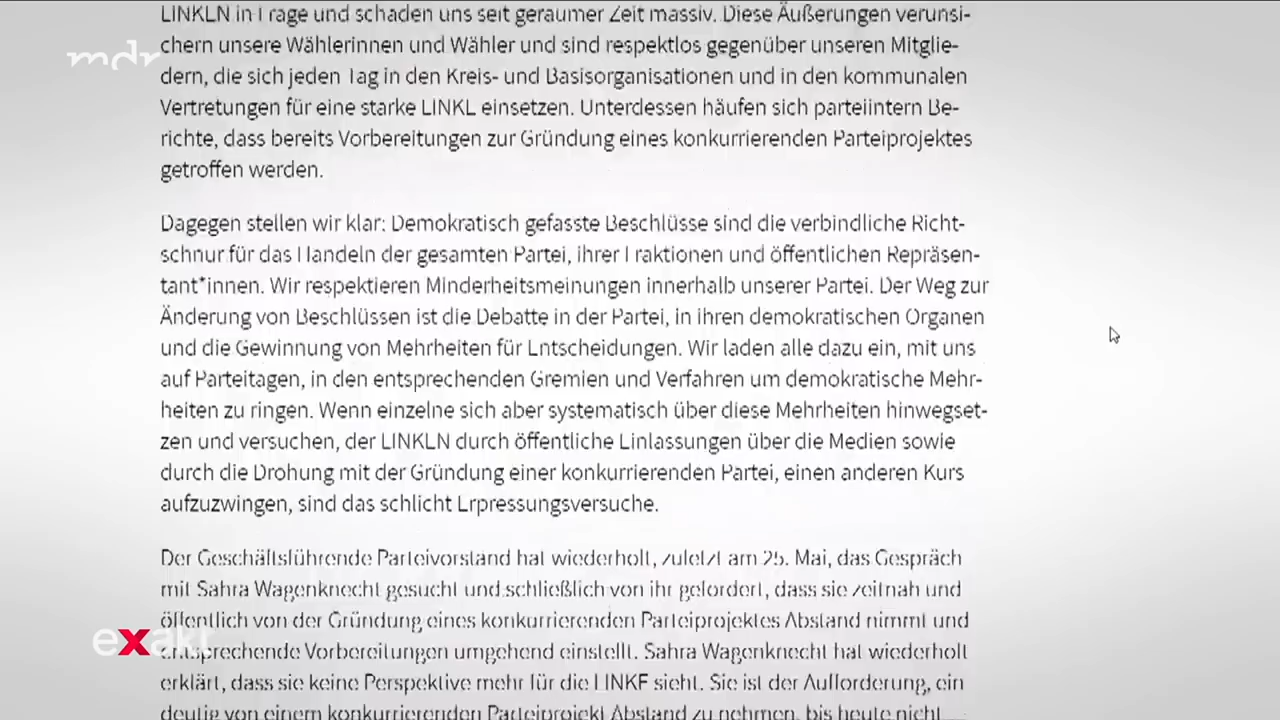 LINKEN in Frage und schaden uns seit geraumer Zeit massiv. Diese Äußerungen verunsi-
mdr
chern unsere Wählerinnen und Wähler und sind respektlos gegenüber unseren Mitglie-
dern, die sich jeden Tag in den Kreis- und Basisorganisationen und in den kommunalen
Vertretungen für eine starke LINKE einsetzen. Unterdessen häufen sich parteiintern Be-
richte, dass bereits Vorbereitungen zur Gründung eines konkurrierenden Parteiprojektes
getroffen werden.
Dagegen stellen wir klar: Demokratisch gefasste Beschlüsse sind die verbindliche Richt-
schnur für das Handeln der gesamten Partei, ihrer Fraktionen und öffentlichen Repräsen-
tant*innen. Wir respektieren Minderheitsmeinungen innerhalb unserer Partei. Der Weg zur
Änderung von Beschlüssen ist die Debatte in der Partei, in ihren demokratischen Organen
und die Gewinnung von Mehrheiten für Entscheidungen. Wir laden alle dazu ein, mit uns
auf Parteitagen, in den entsprechenden Gremien und Verfahren um demokratische Mehr-
heiten zu ringen. Wenn einzelne sich aber systematisch über diese Mehrheiten hinwegset-
zen und versuchen, der LINKEN durch öffentliche Einlassungen über die Medien sowie
durch die Drohung mit der Gründung einer konkurrierenden Partei, einen anderen Kurs
aufzuzwingen, sind das schlicht Erpressungsversuche.
Der Geschäftsführende Parteivorstand hat wiederholt, zuletzt am 25. Mai, das Gespräch
mit Sahra Wagenknecht gesucht und schließlich von ihr gefordert, dass sie zeitnah und
öffentlich von der Gründung eines konkurrierenden Parteiprojektes Abstand nimmt und
exakt
entsprechende Vorbereitungen umgehend einstellt. Sahra Wagenknecht hat wiederholt
erklärt, dass sie keine Perspektive mehr für die LINKE sieht. Sie ist der Aufforderung, ein
deutig von einem konkurrierenden Parteiprojekt Abstand zu nehmen, bis heute nicht